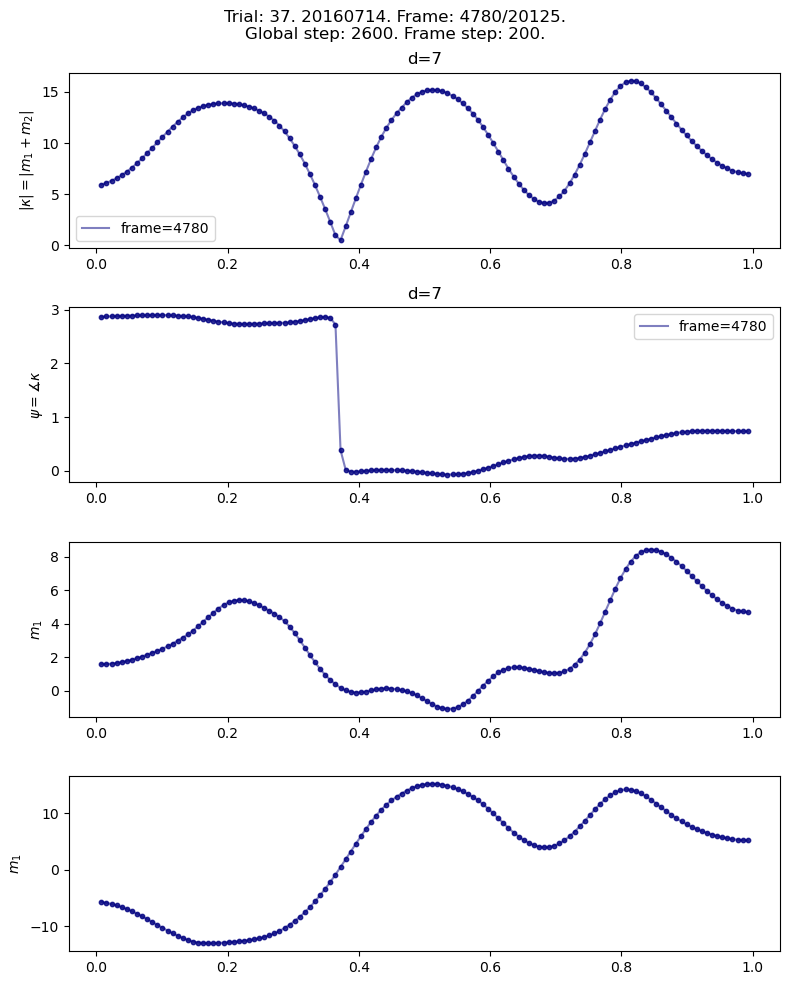 Trial: 37. 20160714. Frame: 4780/20125.
Global step: 2600. Frame step: 200.
d=7
|κ| = |m₁ + m₂|
15
10
5
0
frame=4780
0.0 0.2 0.4 0.6 0.8 1.0
d=7
ψ = ∡κ
3
2
1
0
frame=4780
0.0 0.2 0.4 0.6 0.8 1.0
m₁
8
6
4
2
0
0.0 0.2 0.4 0.6 0.8 1.0
m₁
10
0
−10
0.0 0.2 0.4 0.6 0.8 1.0